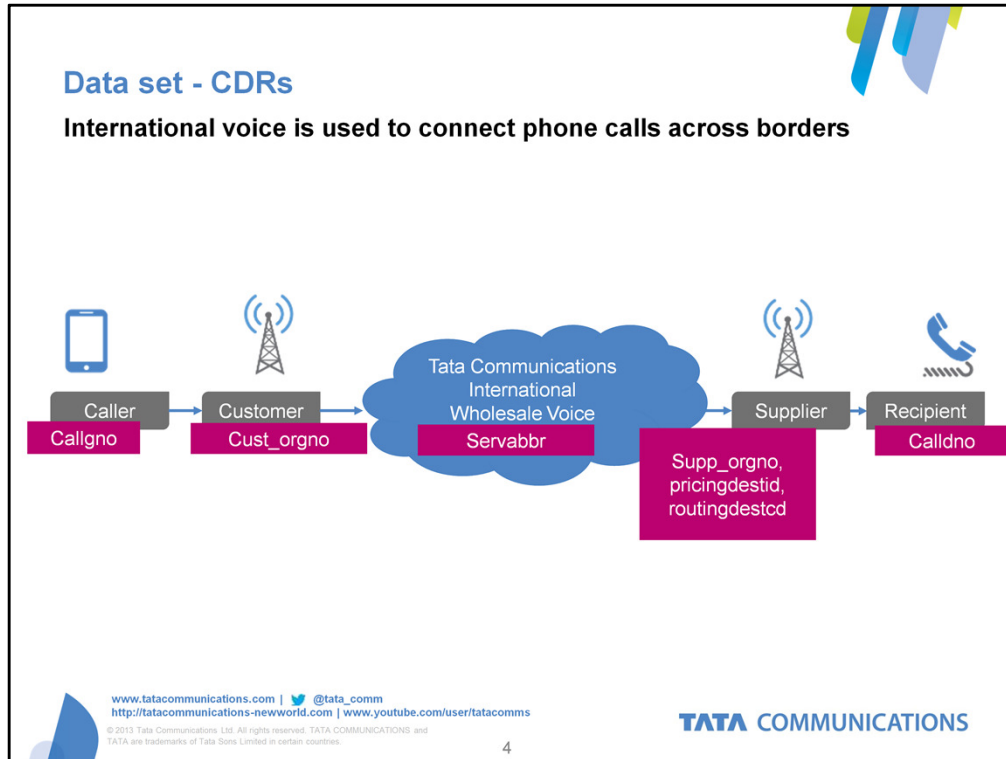 Data set - CDRs
International voice is used to connect phone calls across borders
Tata Communications
International
Wholesale Voice
Caller
Customer
Supplier
Recipient
Callgno
Cust_orgno
Servabbr
Supp_orgno,
pricingdestid,
routingdestcd
Calldno
www.tatacommunications.com | @tata_comm
http://tatacommunications-newworld.com | www.youtube.com/user/tatacomms
© 2013 Tata Communications Ltd. All rights reserved. TATA COMMUNICATIONS and
TATA are trademarks of Tata Sons Limited in certain countries.
4
TATA COMMUNICATIONS